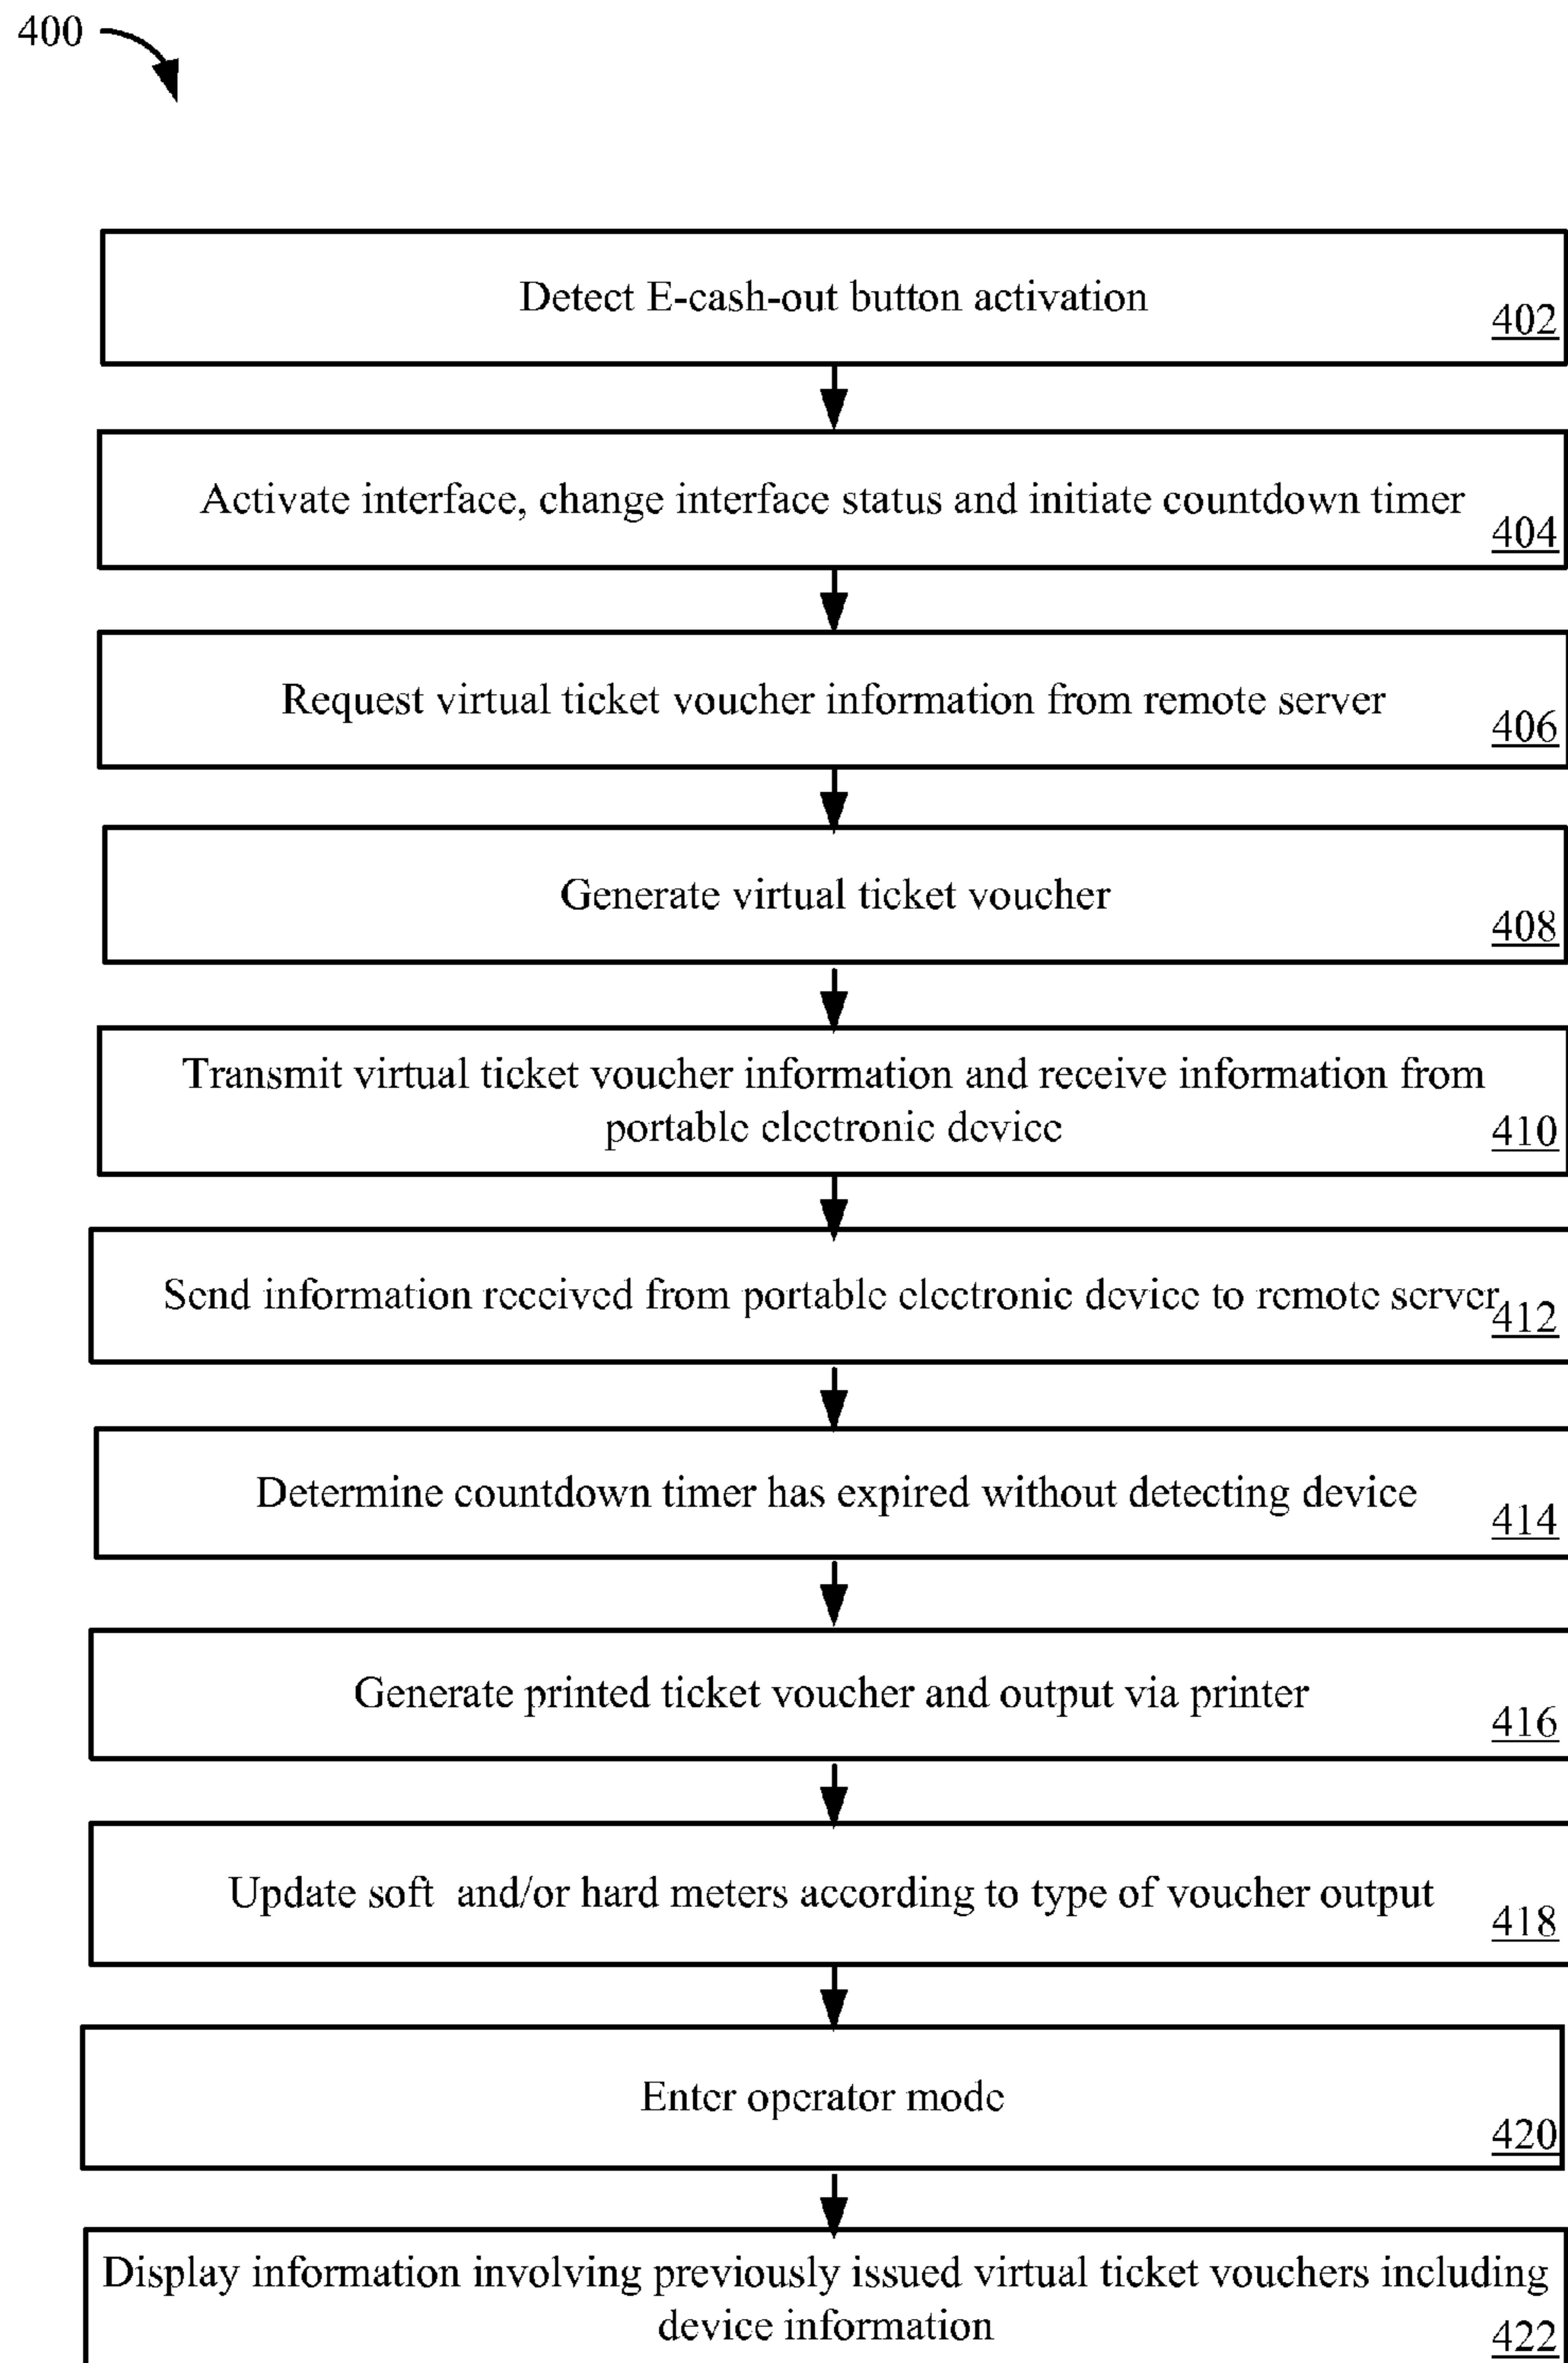 400
Detect E-cash-out button activation
402
Activate interface, change interface status and initiate countdown timer
404
Request virtual ticket voucher information from remote server
406
Generate virtual ticket voucher
408
Transmit virtual ticket voucher information and receive information from
portable electronic device
410
Send information received from portable electronic device to remote server
412
Determine countdown timer has expired without detecting device
414
Generate printed ticket voucher and output via printer
416
Update soft and/or hard meters according to type of voucher output
418
Enter operator mode
420
Display information involving previously issued virtual ticket vouchers including
device information
422